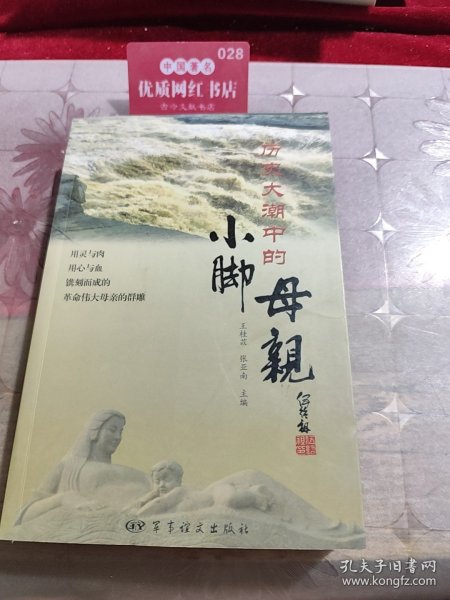 028
中国著名
优质网红书店
古今文献书店
历史大潮中的
小脚
母親
用灵与肉
用心与血
镌刻而成的
革命伟大母亲的群雕
王桂苡 张亚南 主编
军事谊文出版社
孔夫子旧书网
www.kongfz.com